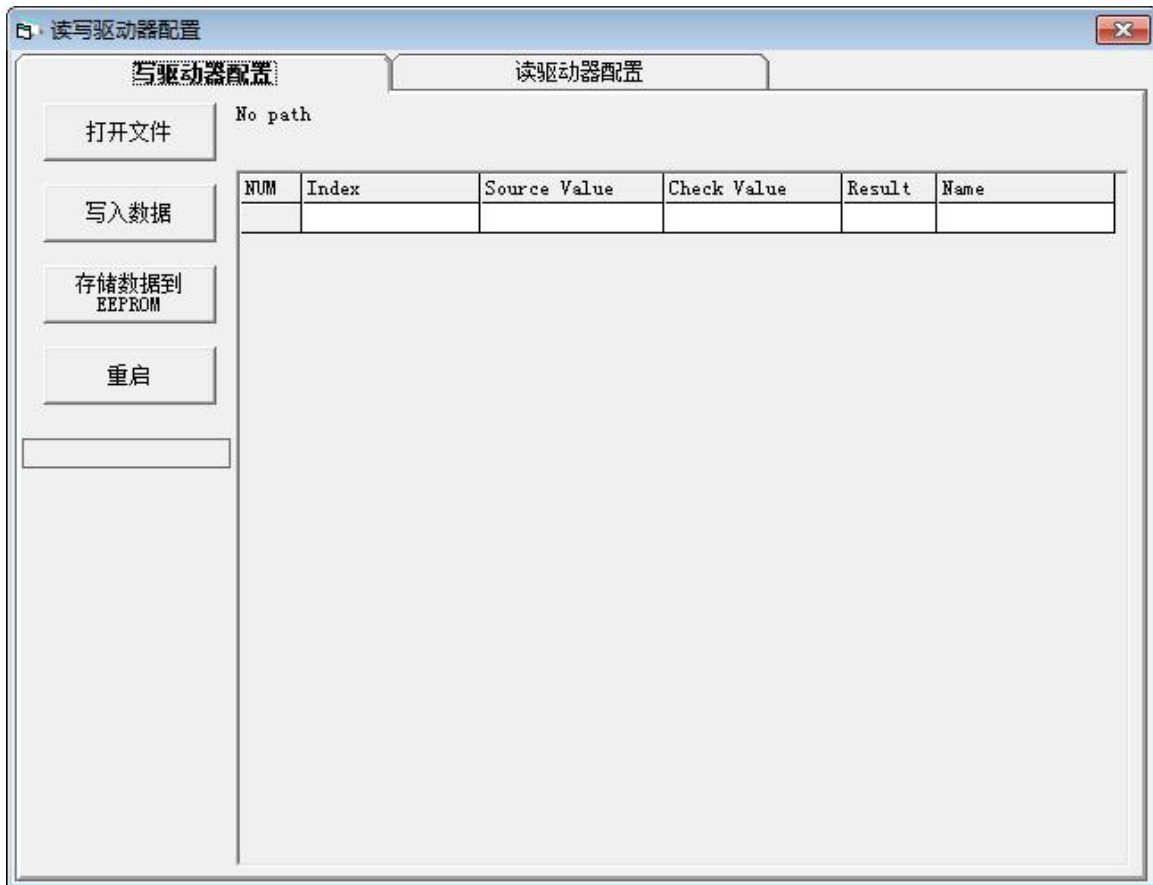 读写驱动器配置
写驱动器配置
读驱动器配置
打开文件
No path
写入数据
存储数据到
EEPROM
重启
NUM Index Source Value Check Value Result Name